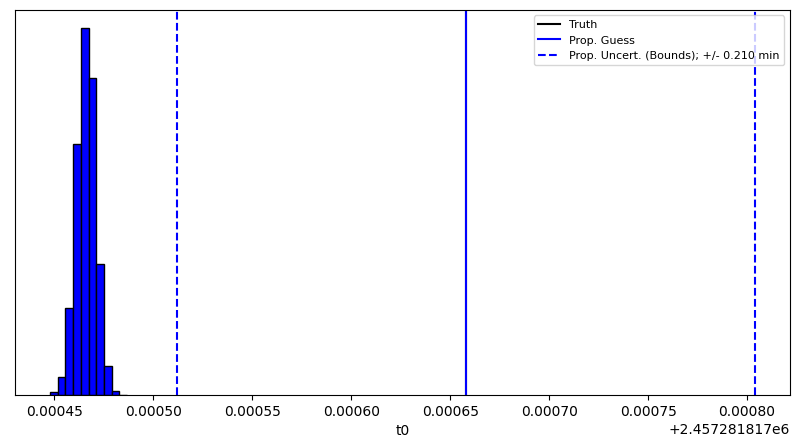 Truth
Prop. Guess
Prop. Uncert. (Bounds); +/- 0.210 min
0.00045 0.00050 0.00055 0.00060 0.00065 0.00070 0.00075 0.00080
t0
+2.457281817e6